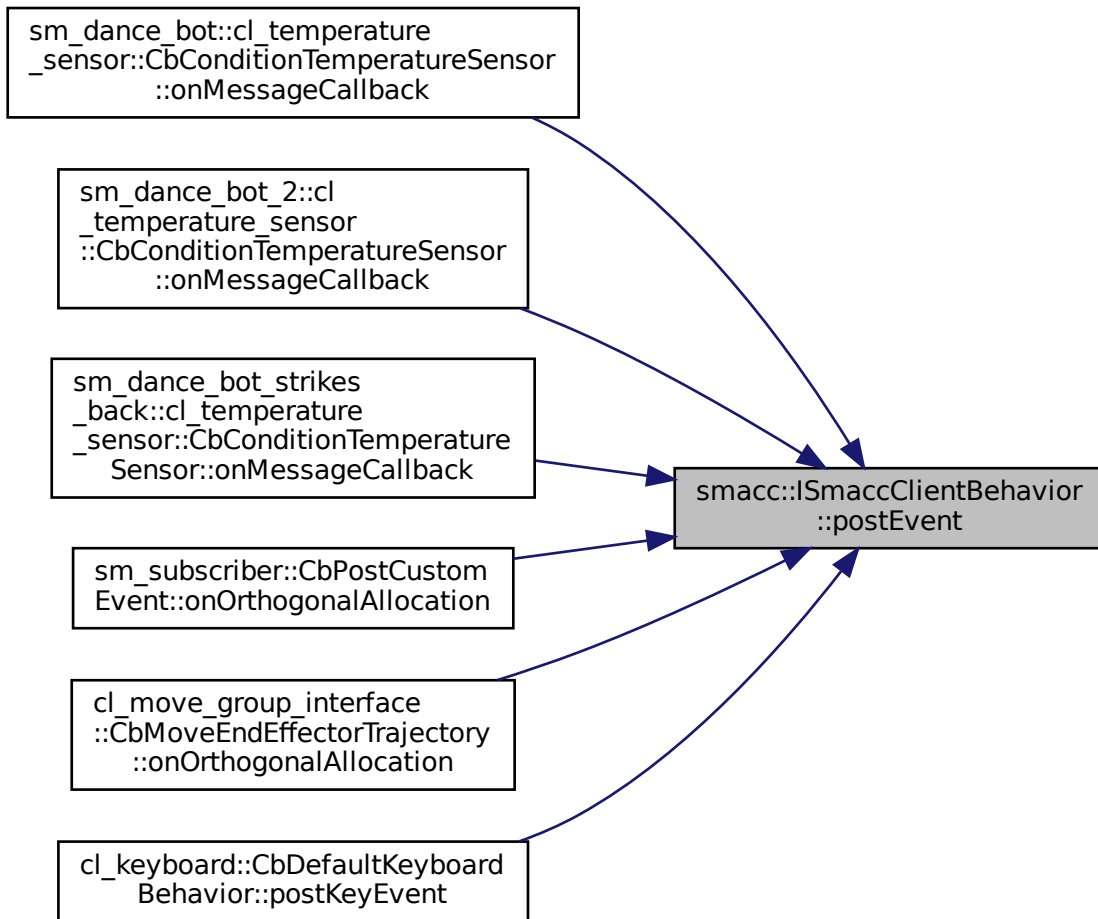 sm_dance_bot::cl_temperature
_sensor::CbConditionTemperatureSensor
::onMessageCallback
sm_dance_bot_2::cl
_temperature_sensor
::CbConditionTemperatureSensor
::onMessageCallback
sm_dance_bot_strikes
_back::cl_temperature
_sensor::CbConditionTemperature
Sensor::onMessageCallback
smacc::ISmaccClientBehavior
::postEvent
sm_subscriber::CbPostCustom
Event::onOrthogonalAllocation
cl_move_group_interface
::CbMoveEndEffectorTrajectory
::onOrthogonalAllocation
cl_keyboard::CbDefaultKeyboard
Behavior::postKeyEvent